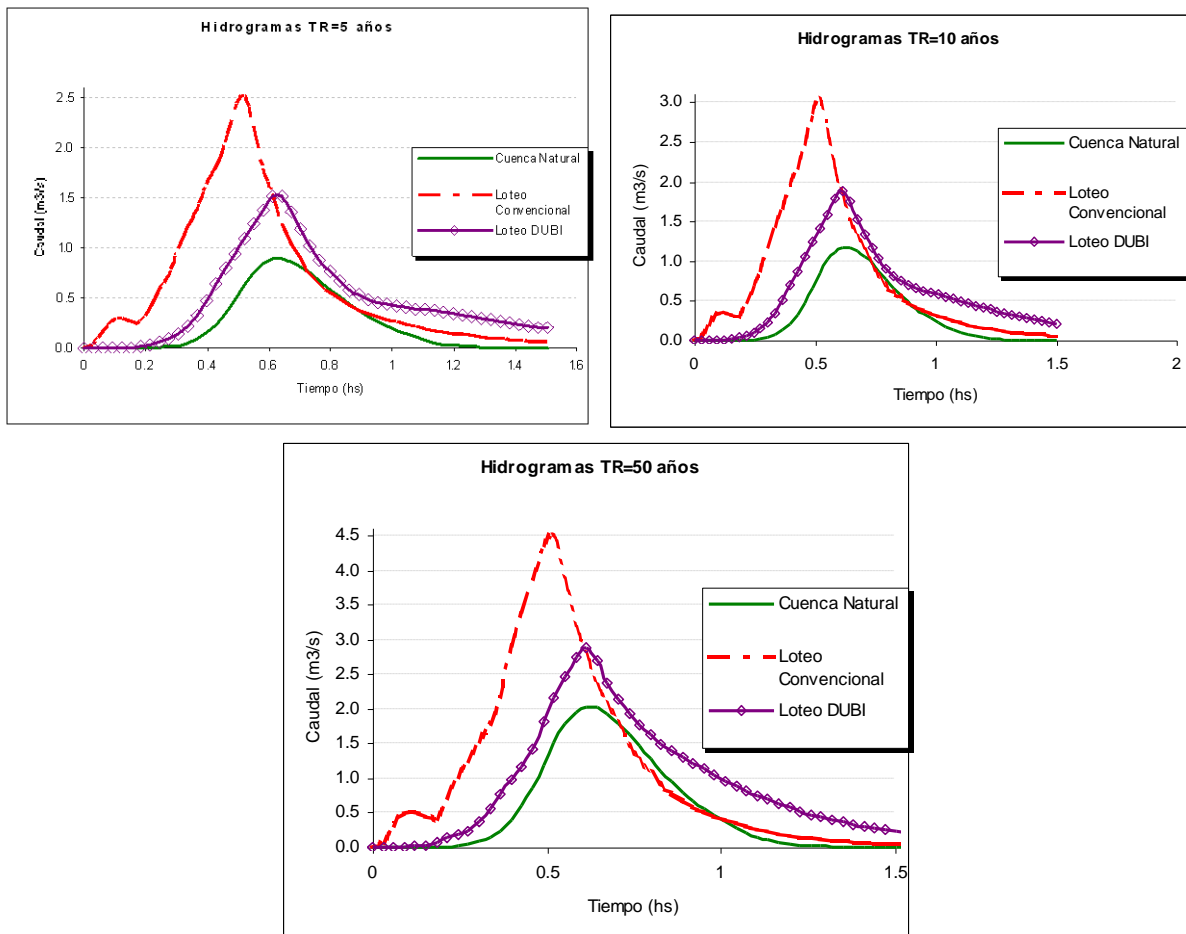 Hidrogramas TR=5 años
2.5
2.0
1.5
1.0
0.5
0.0
Caudal (m3/s)
0
0.2
0.4
0.6
0.8
1
1.2
1.4
1.6
Tiempo (hs)
Cuenca Natural
Loteo
Convencional
Loteo DUBI
Hidrogramas TR=10 años
3.0
2.5
2.0
1.5
1.0
0.5
0.0
Caudal (m3/s)
0
0.5
1
1.5
2
Tiempo (hs)
Cuenca Natural
Loteo
Convencional
Loteo DUBI
Hidrogramas TR=50 años
4.5
4.0
3.5
3.0
2.5
2.0
1.5
1.0
0.5
0.0
Caudal (m3/s)
0
0.5
1
1.5
Tiempo (hs)
Cuenca Natural
Loteo
Convencional
Loteo DUBI